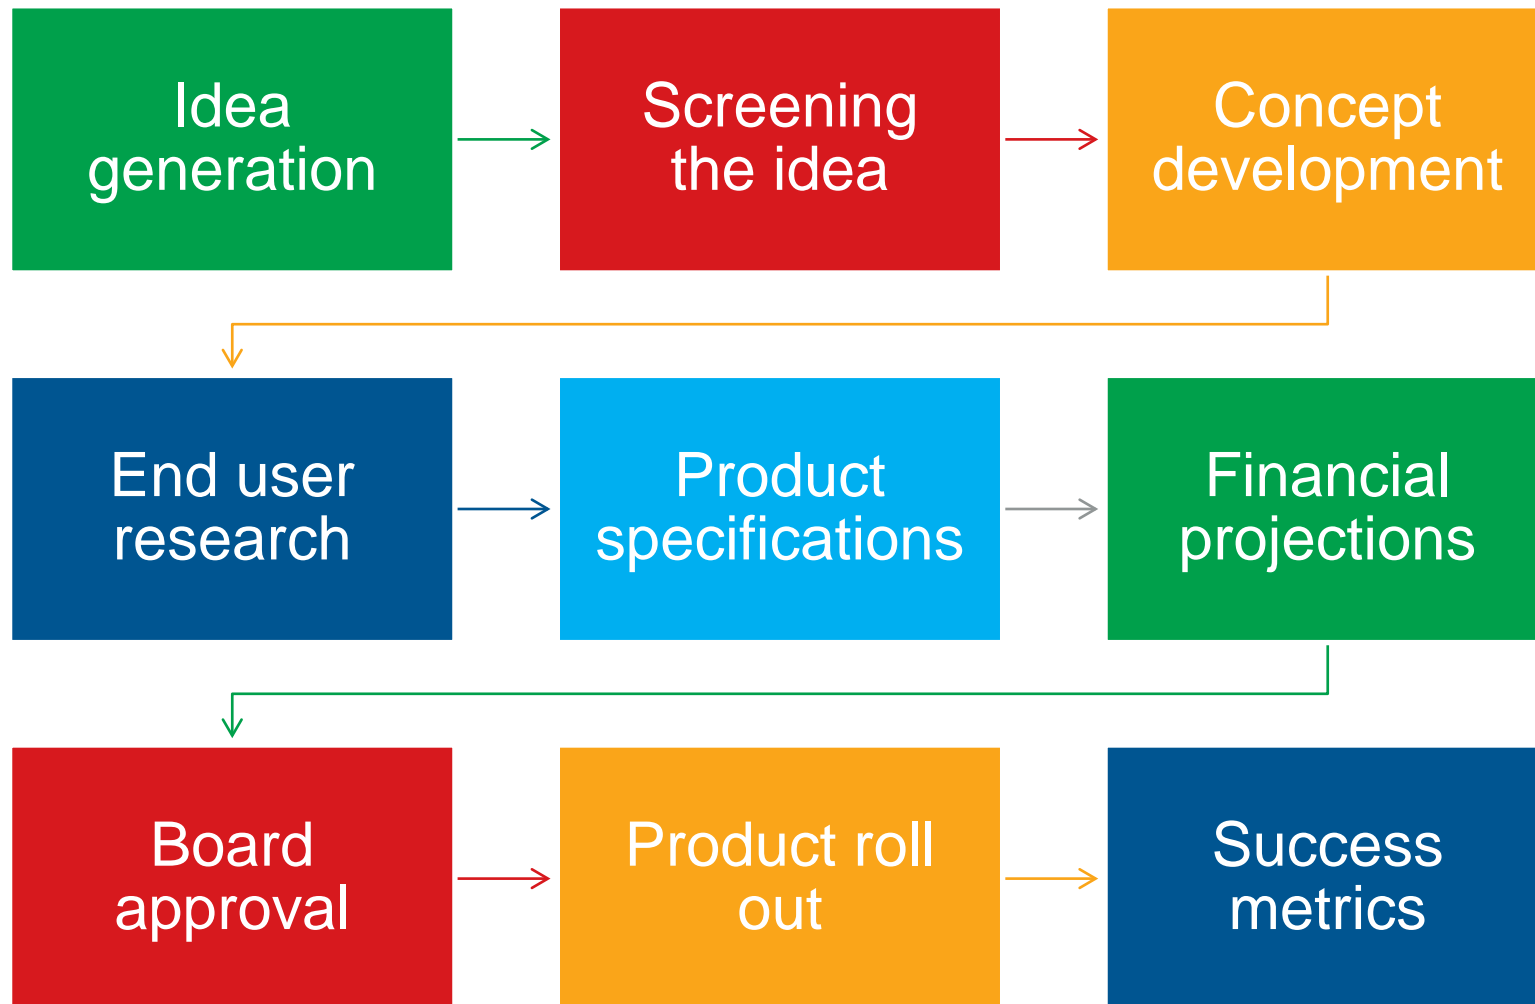 Idea
generation
Screening
the idea
Concept
development
End user
research
Product
specifications
Financial
projections
Board
approval
Product roll
out
Success
metrics